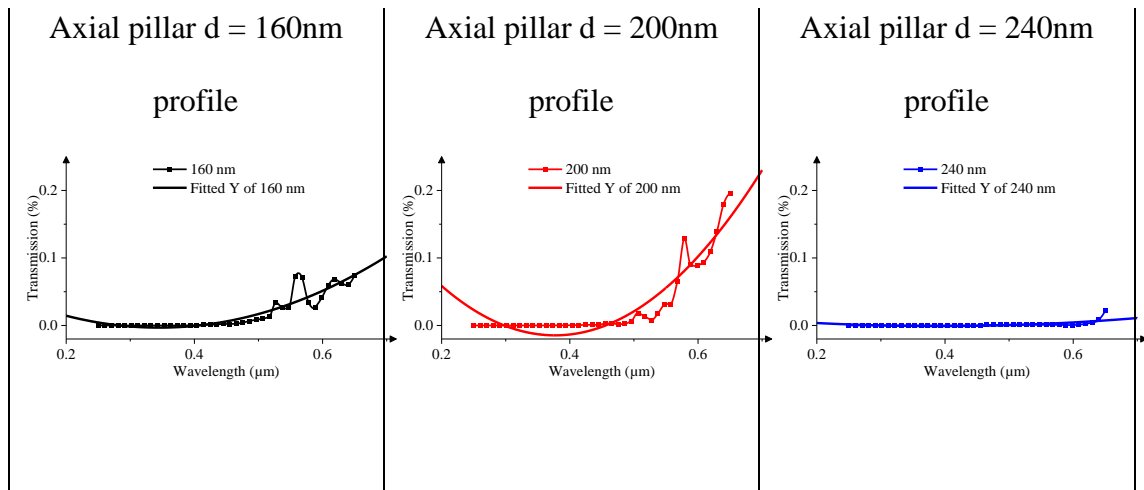 Axial pillar d = 160nm
profile
160 nm
Fitted Y of 160 nm
0.2
0.1
0.0
Transmission (%)
0.2
0.4
0.6
Wavelength (μm)
Axial pillar d = 200nm
profile
200 nm
Fitted Y of 200 nm
0.2
0.1
0.0
Transmission (%)
0.2
0.4
0.6
Wavelength (μm)
Axial pillar d = 240nm
profile
240 nm
Fitted Y of 240 nm
0.2
0.1
0.0
Transmission (%)
0.2
0.4
0.6
Wavelength (μm)